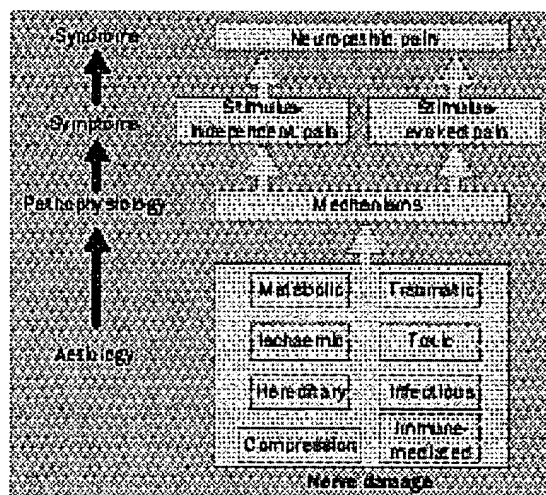 Syndrome
Neuropathic pain
Symptoms
Stimulus-
independent pain
Stimulus-
evoked pain
Pathophysiology
Mechanisms
Aetiology
Metabolic
Traumatic
Ischaemic
Toxic
Hereditary
Infectious
Compression
Immune-
mediated
Nerve damage